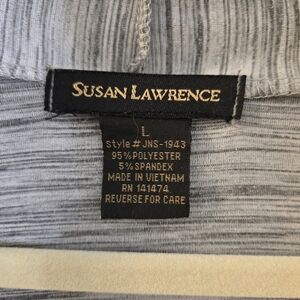 SUSAN LAWRENCE
L
Style # JNS-1943
95% POLYESTER
5% SPANDEX
MADE IN VIETNAM
RN 141474
REVERSE FOR CARE